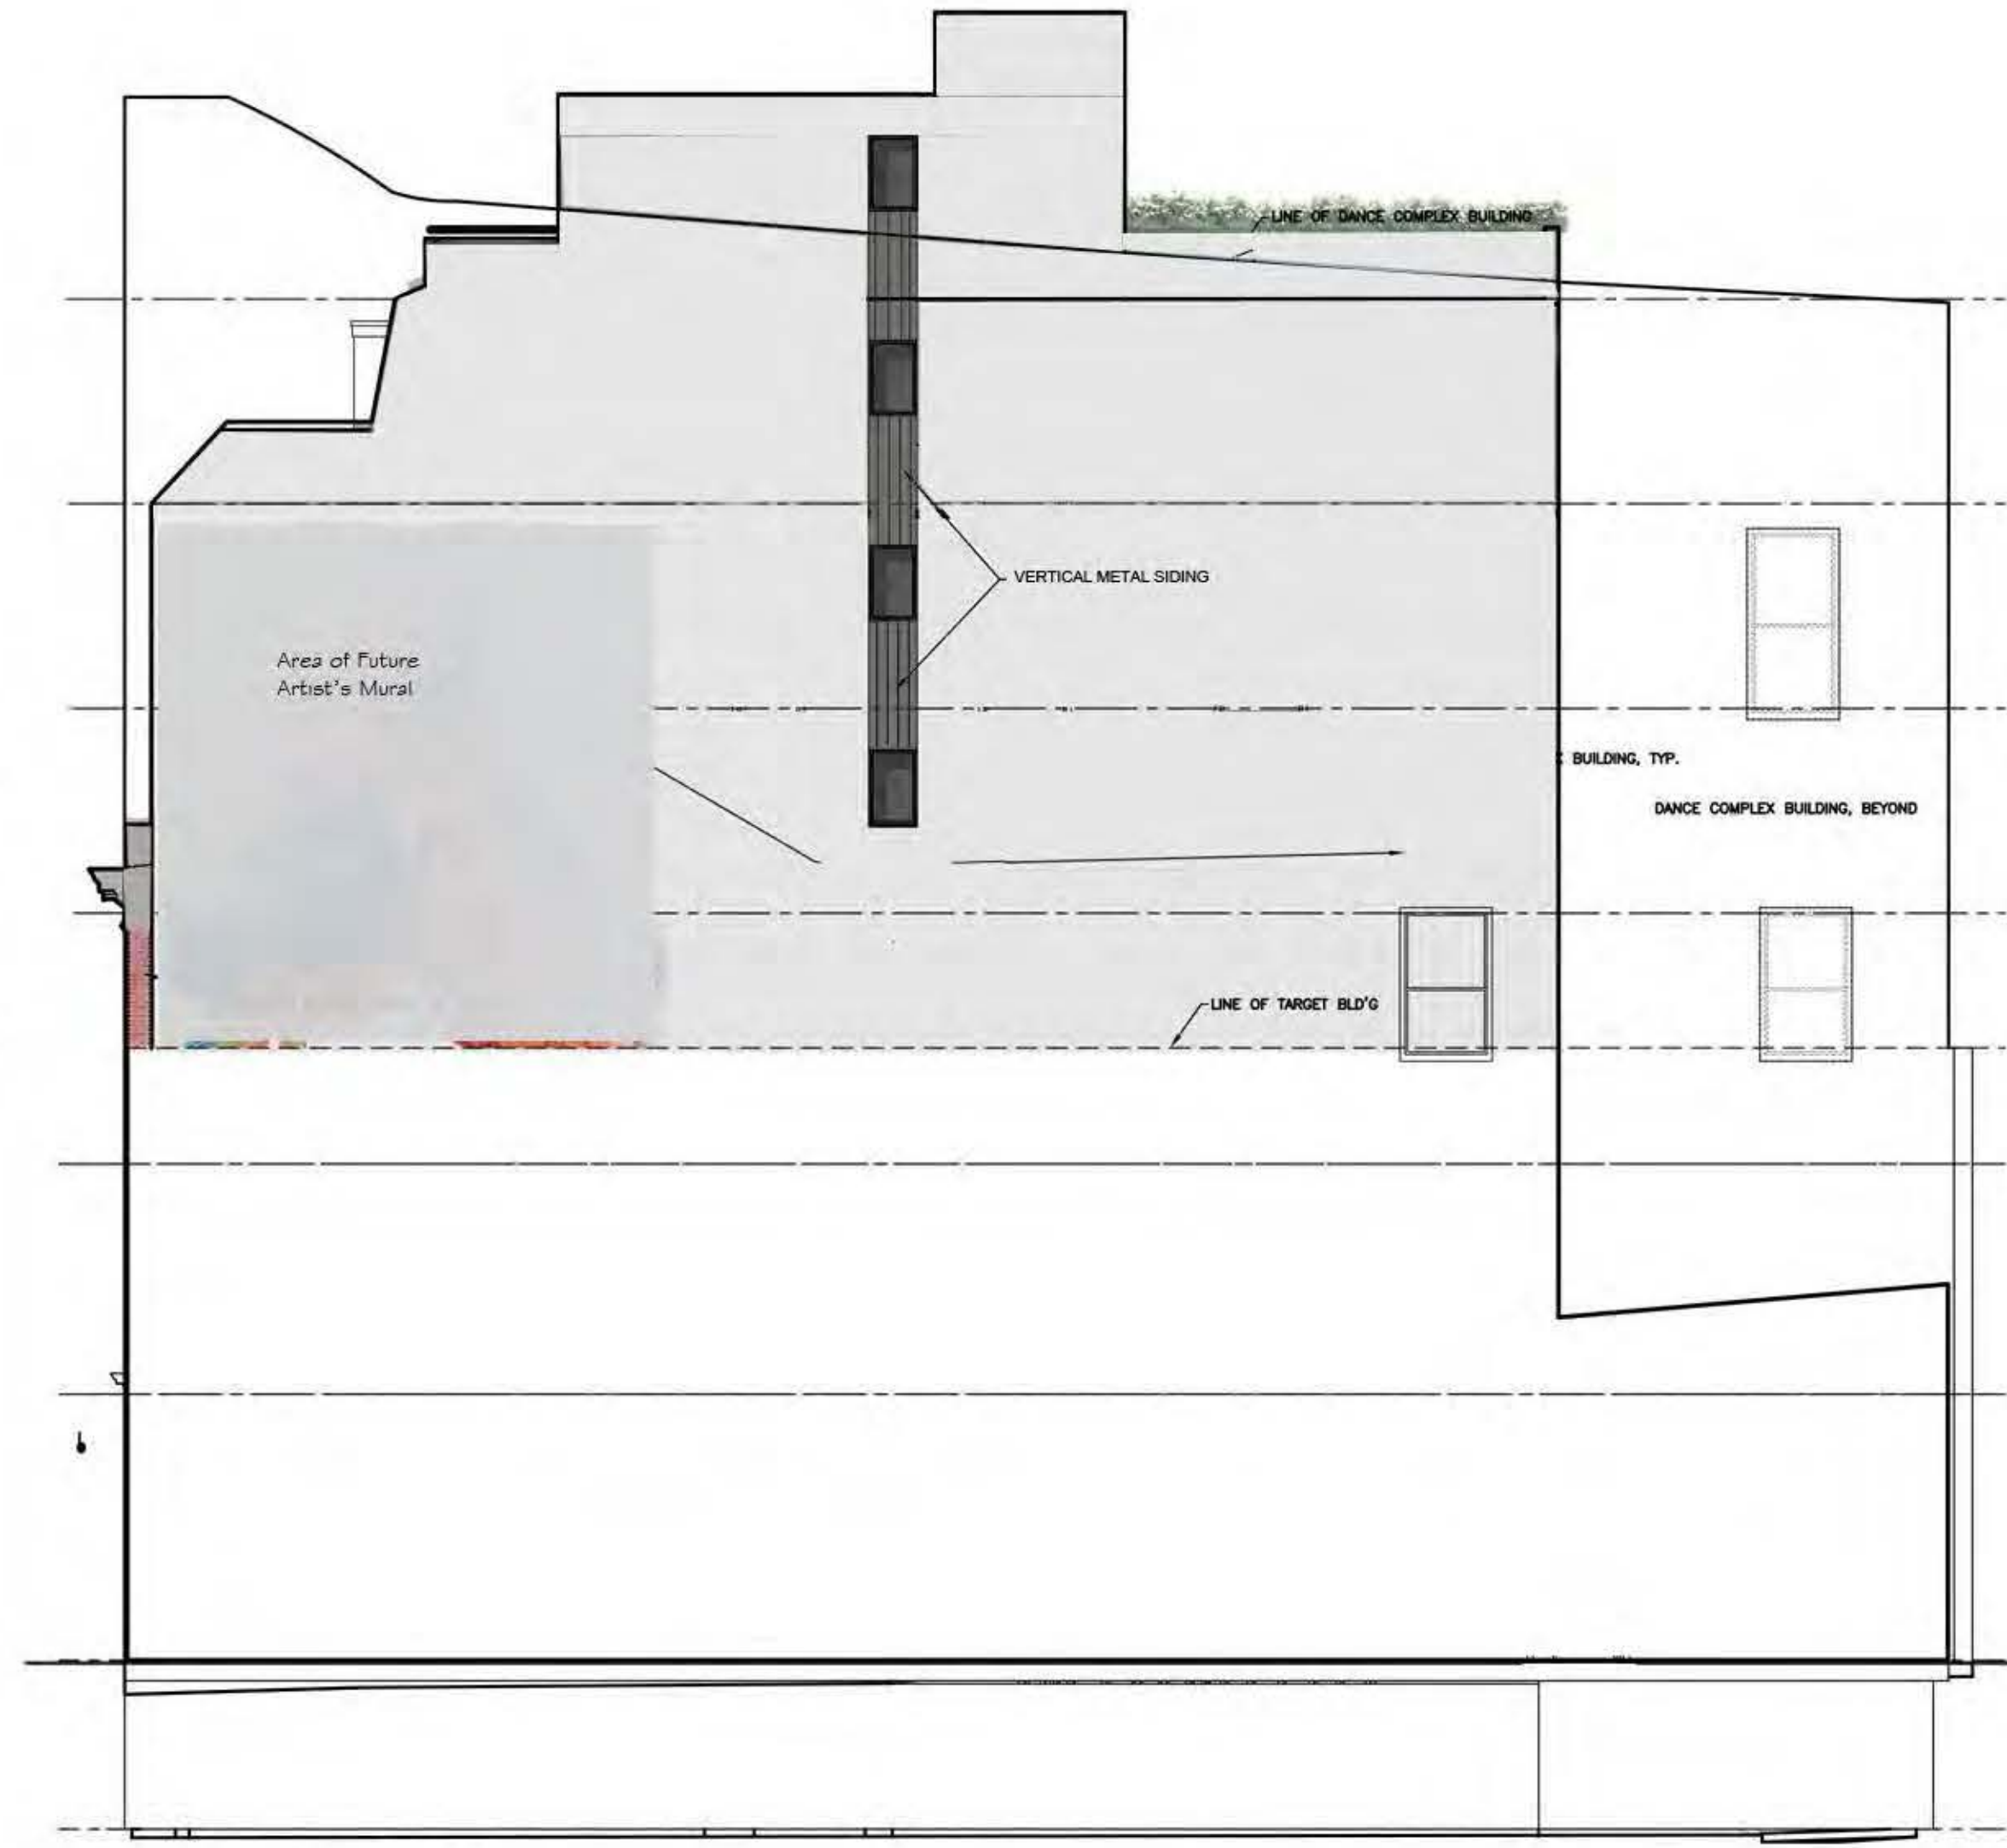 LINE OF DANCE COMPLEX BUILDING
VERTICAL METAL SIDING
Area of Future
Artist's Mural
BUILDING, TYP.
DANCE COMPLEX BUILDING, BEYOND
LINE OF TARGET BLD'G